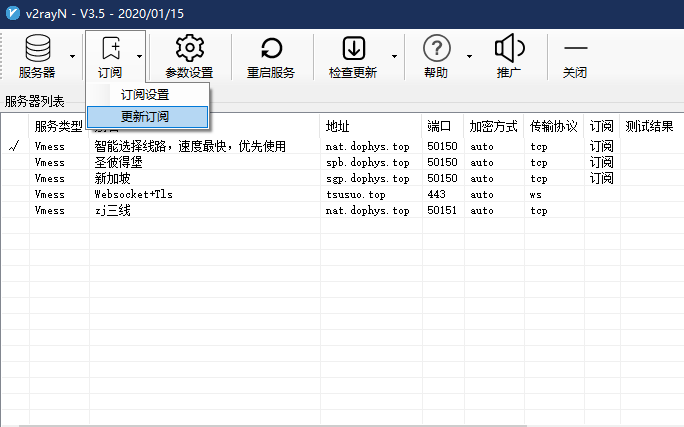 v2rayN - V3.5 - 2020/01/15
服务器 订阅 参数设置 重启服务 检查更新 帮助 推广 关闭
订阅设置
更新订阅
服务器列表
服务类型 地址 端口 加密方式 传输协议 订阅 测试结果
√ Vmess 智能选择线路，速度最快，优先使用 nat.dophys.top 50150 auto tcp 订阅
Vmess 圣彼得堡 spb.dophys.top 50150 auto tcp 订阅
Vmess 新加坡 sgp.dophys.top 50150 auto tcp 订阅
Vmess Websocket+Tls tsusuo.top 443 auto ws
Vmess zj三线 nat.dophys.top 50151 auto tcp